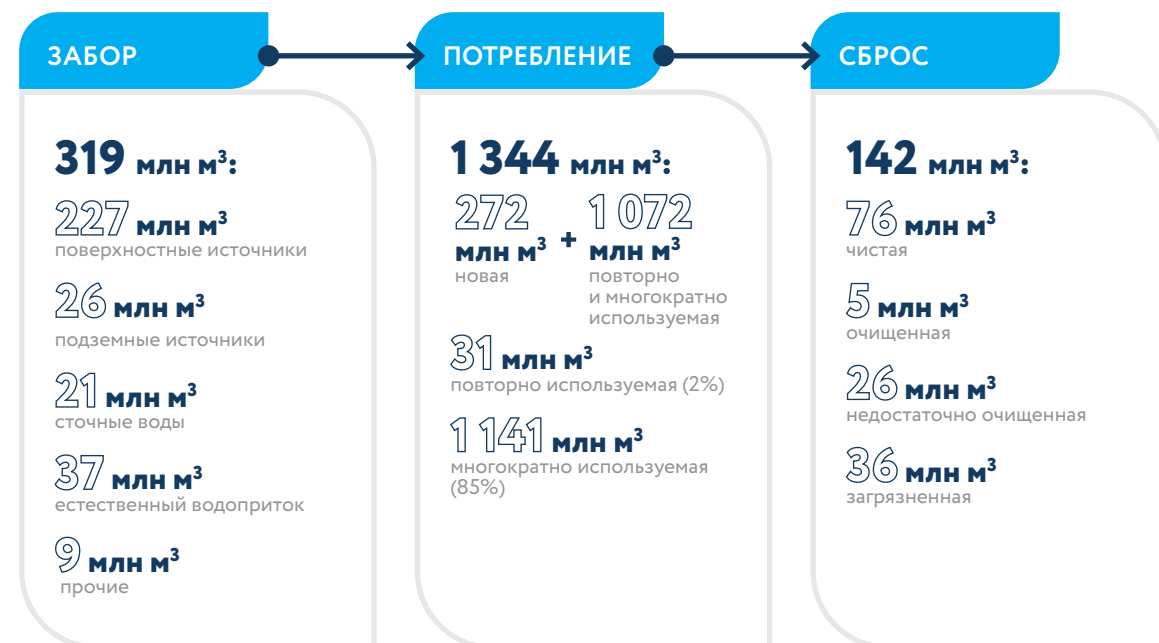 ЗАБОР
319 млн м³:
227 млн м³
поверхностные источники
26 млн м³
подземные источники
21 млн м³
сточные воды
37 млн м³
естественный водоприток
9 млн м³
прочие
ПОТРЕБЛЕНИЕ
1 344 млн м³:
272
млн м³
новая
+
1 072
млн м³
повторно
и многократно
используемая
31 млн м³
повторно используемая (2%)
1 141 млн м³
многократно используемая
(85%)
СБРОС
142 млн м³:
76 млн м³
чистая
5 млн м³
очищенная
26 млн м³
недостаточно очищенная
36 млн м³
загрязненная